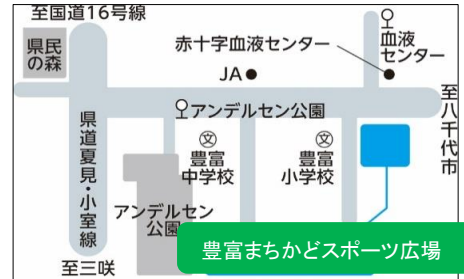 至国道16号線
県民
の森
赤十字血液センター
血液
センター
JA
アンデルセン公園
至八千代市
県道夏見・小室線
文
豊富
中学校
文
豊富
小学校
アンデルセン
公園
豊富まちかどスポーツ広場
至三咲